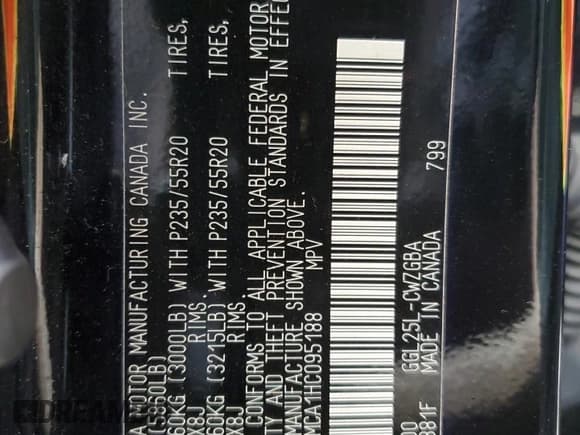 A MOTOR MANUFACTURING CANADA INC.
(5860LB)
60KG (3000LB) WITH P235/55R20 TIRES,
X8J RIMS.
60KG (3215LB) WITH P235/55R20 TIRES,
X8J RIMS.
CONFORMS TO ALL APPLICABLE FEDERAL MOTOR
TY AND THEFT PREVENTION STANDARDS IN EFFEC
MANUFACTURE SHOWN ABOVE.
MCA1HC095188 MPV
00 GGL25L-CWZGBA
381F MADE IN CANADA 799